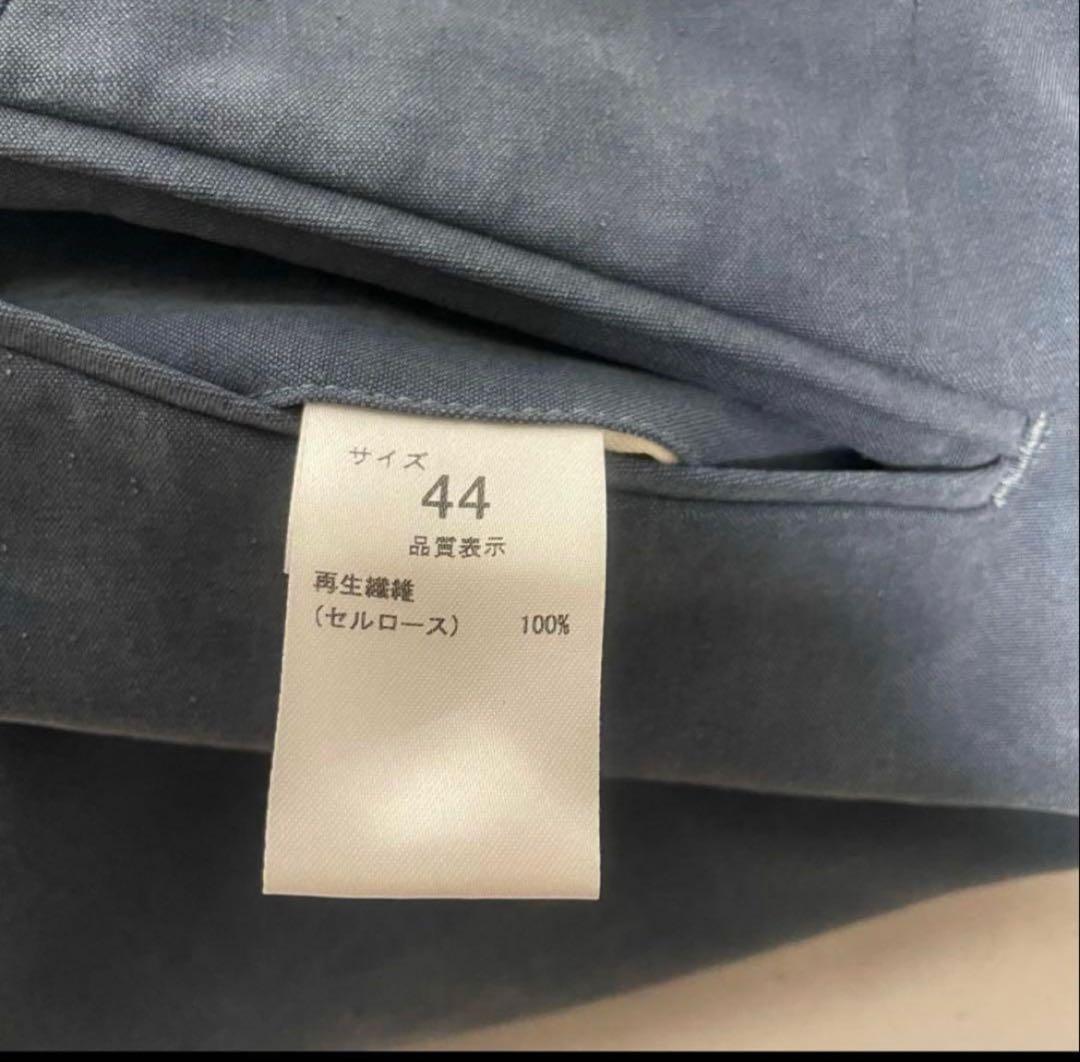 サイズ
44
品質表示
再生繊維
(セルロース) 100%